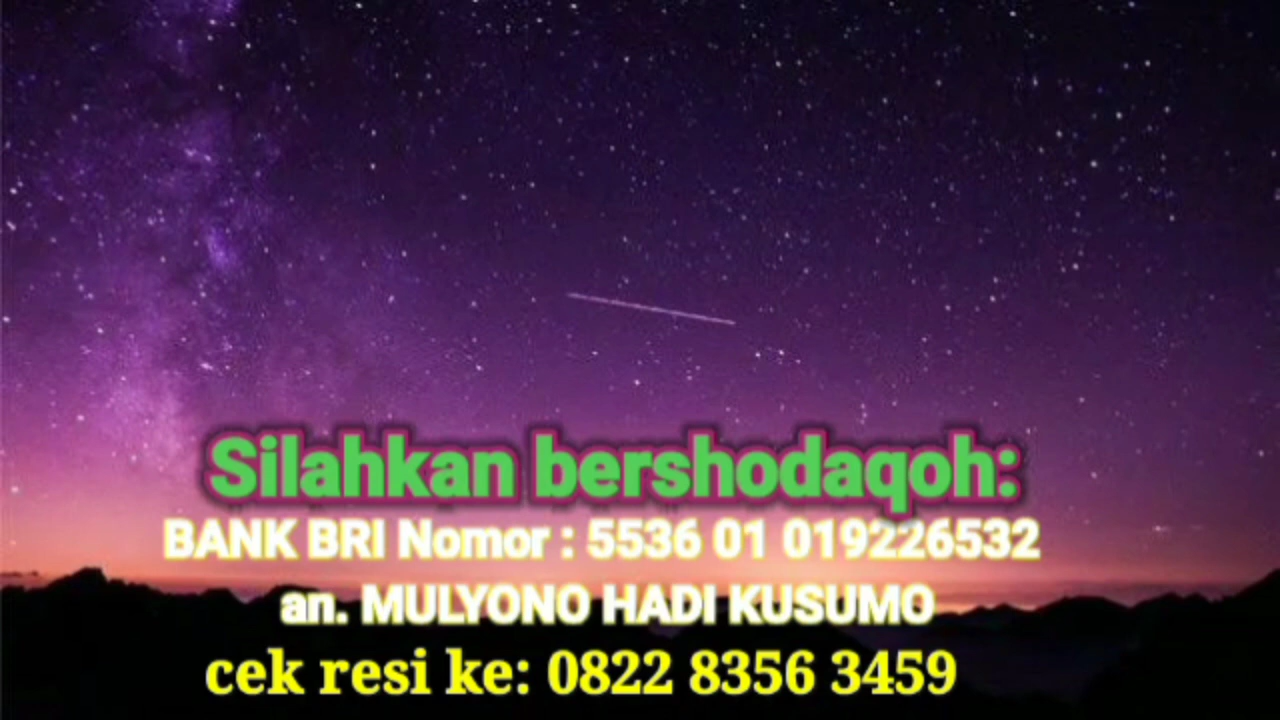 Silahkan bershodaqoh:
BANK BRI Nomor : 5536 01 019226532
an. MULYONO HADI KUSUMO
cek resi ke: 0822 8356 3459